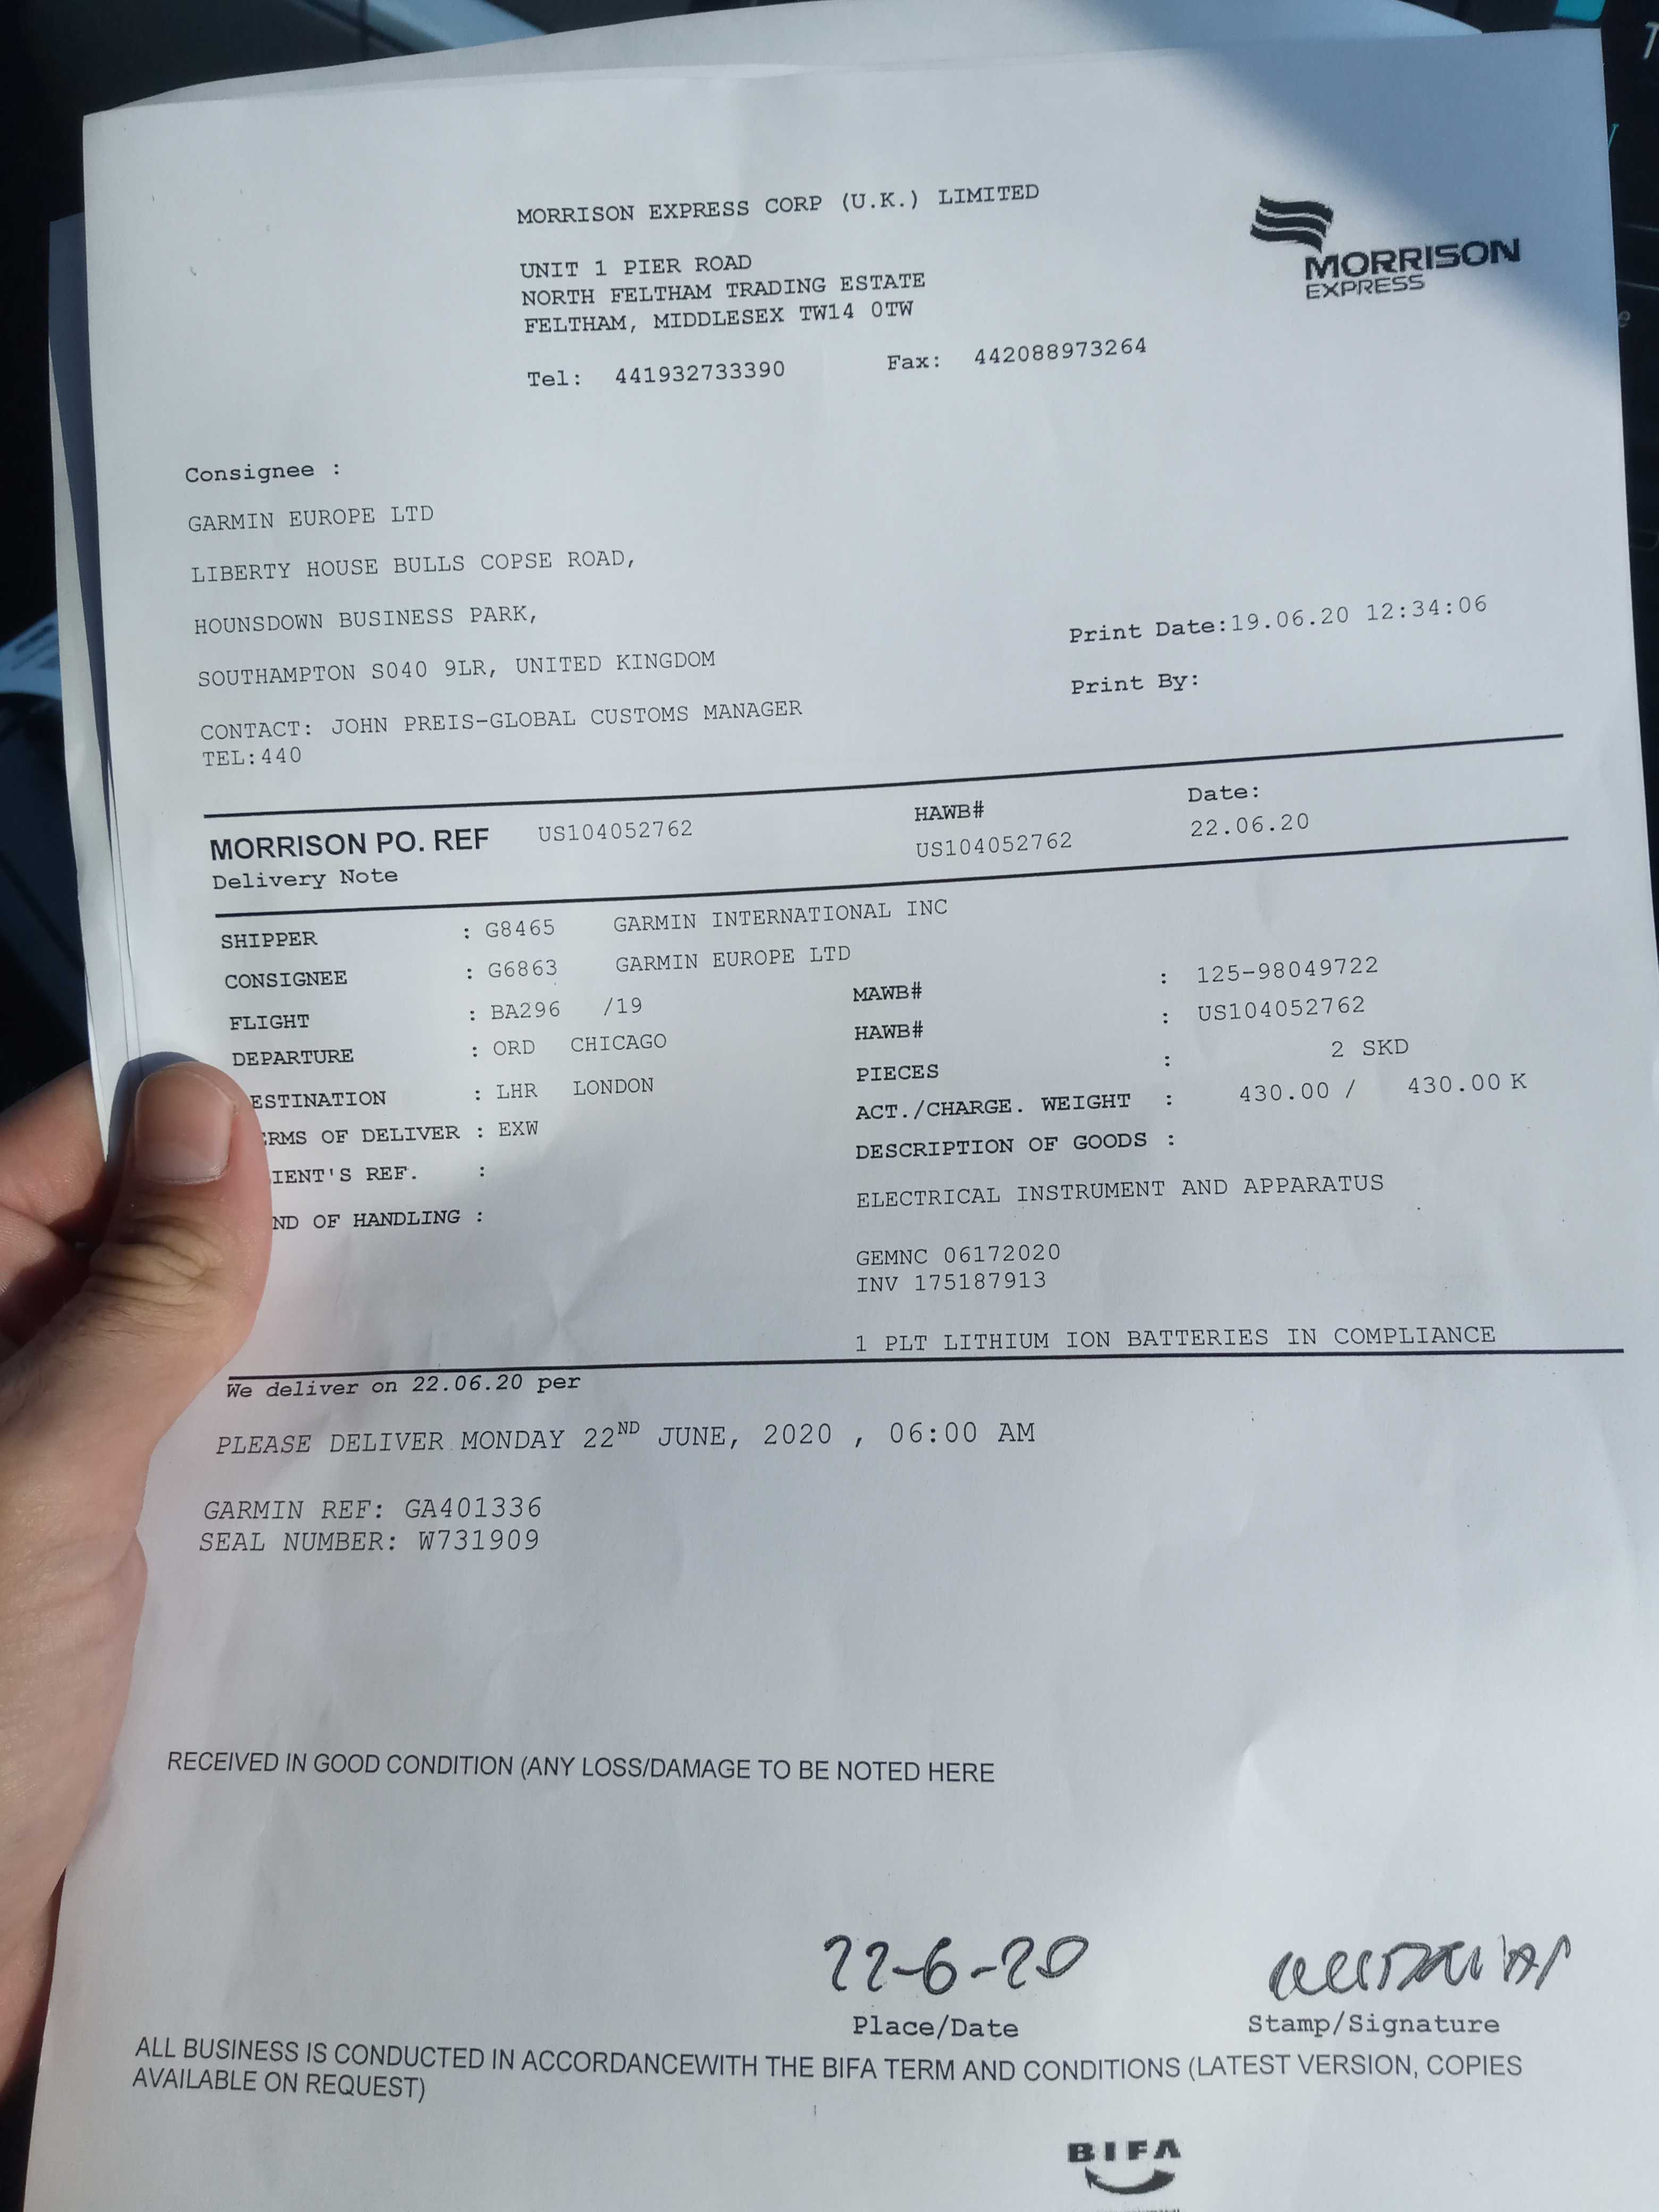 MORRISON EXPRESS CORP (U.K.) LIMITED
MORRISON
EXPRESS
UNIT 1 PIER ROAD
NORTH FELTHAM TRADING ESTATE
FELTHAM, MIDDLESEX TW14 0TW
Tel: 441932733390 Fax: 442088973264
Consignee :
GARMIN EUROPE LTD
LIBERTY HOUSE BULLS COPSE ROAD,
HOUNSDOWN BUSINESS PARK,
SOUTHAMPTON S040 9LR, UNITED KINGDOM
CONTACT: JOHN PREIS-GLOBAL CUSTOMS MANAGER
TEL:440
Print Date:19.06.20 12:34:06
Print By:
MORRISON PO. REF US104052762 HAWB# Date:
Delivery Note US104052762 22.06.20
SHIPPER : G8465 GARMIN INTERNATIONAL INC
CONSIGNEE : G6863 GARMIN EUROPE LTD
FLIGHT : BA296 /19
DEPARTURE : ORD CHICAGO
ESTINATION : LHR LONDON
RMS OF DELIVER : EXW
IENT'S REF. :
ND OF HANDLING :
MAWB# : 125-98049722
HAWB# : US104052762
PIECES : 2 SKD
ACT./CHARGE. WEIGHT : 430.00 / 430.00 K
DESCRIPTION OF GOODS :
ELECTRICAL INSTRUMENT AND APPARATUS
GEMNC 06172020
INV 175187913
1 PLT LITHIUM ION BATTERIES IN COMPLIANCE
We deliver on 22.06.20 per
PLEASE DELIVER MONDAY 22ND JUNE, 2020 , 06:00 AM
GARMIN REF: GA401336
SEAL NUMBER: W731909
RECEIVED IN GOOD CONDITION (ANY LOSS/DAMAGE TO BE NOTED HERE
22-6-20
Place/Date Stamp/Signature
ALL BUSINESS IS CONDUCTED IN ACCORDANCEWITH THE BIFA TERM AND CONDITIONS (LATEST VERSION, COPIES
AVAILABLE ON REQUEST)
BIFA